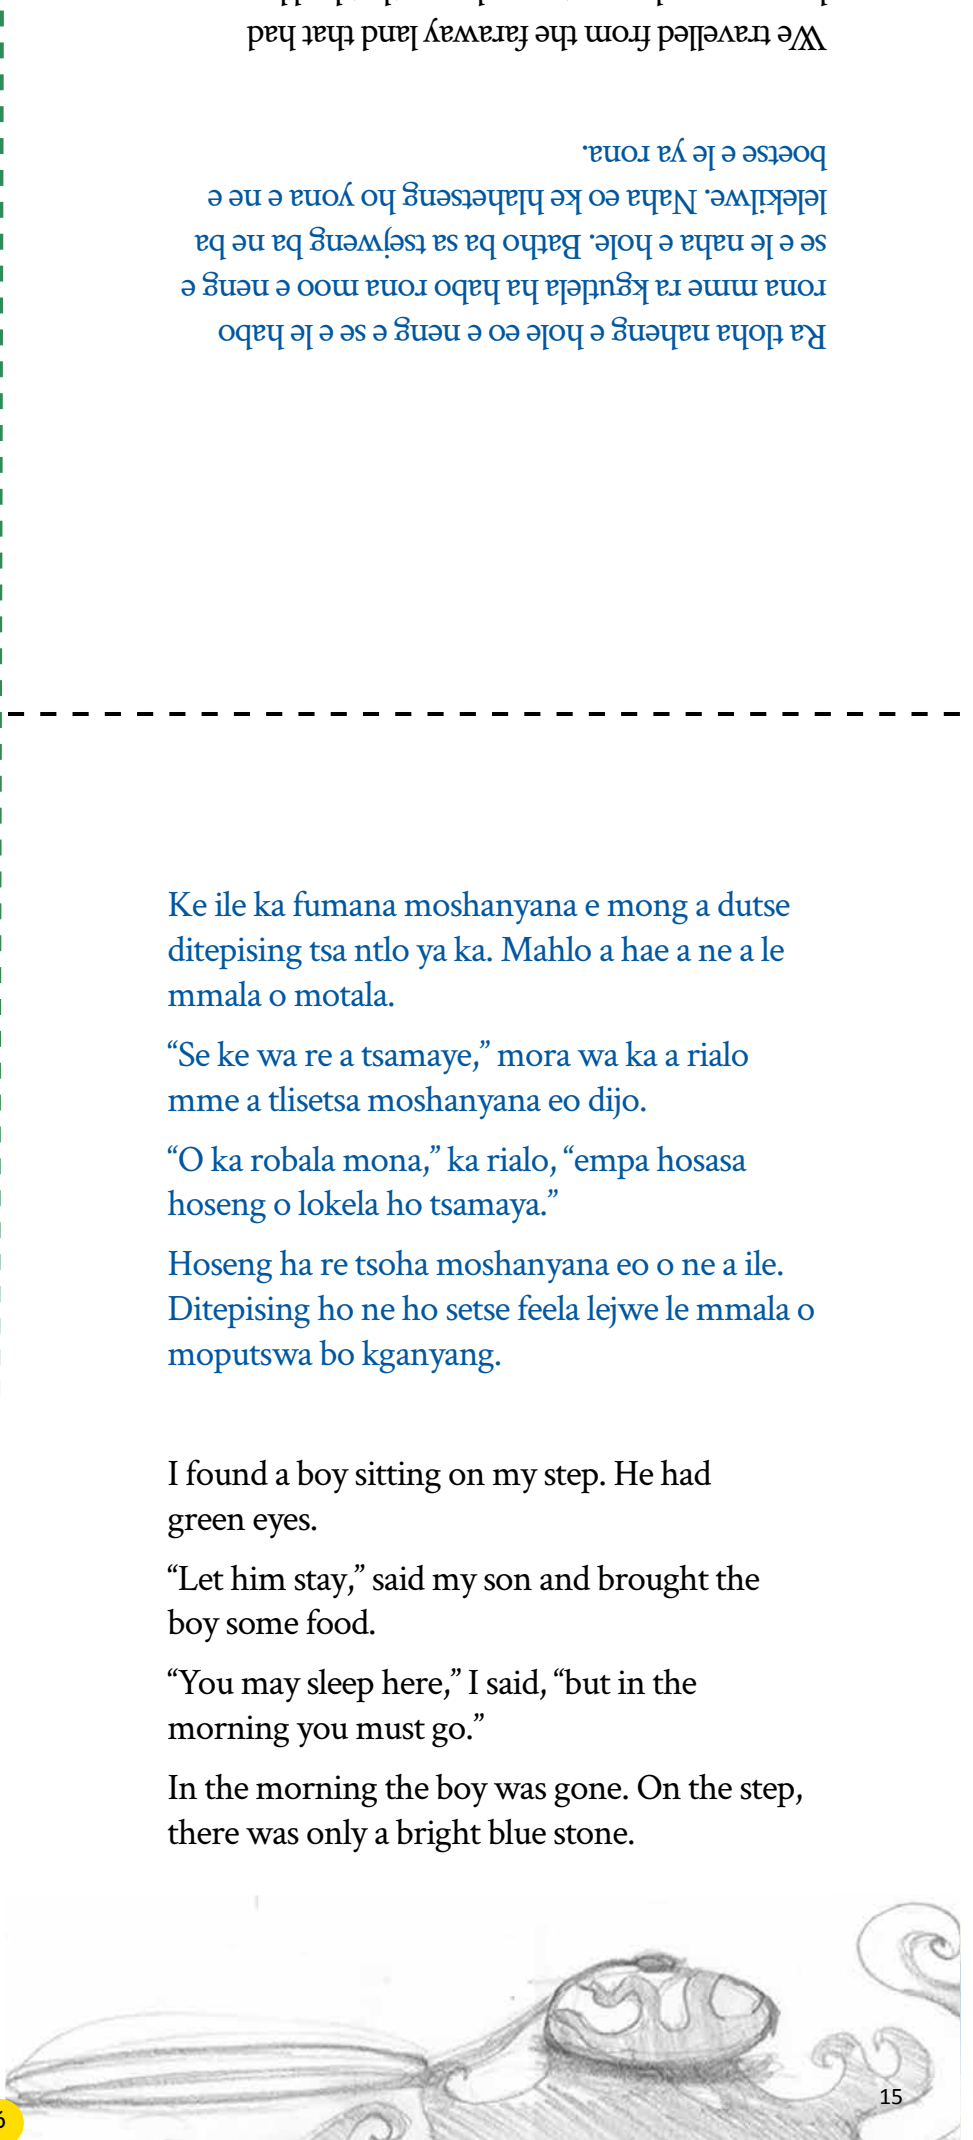 Ra tloha naheng e hole eo e neng e se e le habo
rona mme ra kgutlela ha habo rona moo e neng e
se e le naha e hole. Batho ba sa tsejweng ba ne ba
lelekilwe. Naha eo ke hlahetseng ho yona e ne e
boetse e le ya rona.
We travelled from the faraway land that had
Ke ile ka fumana moshanyana e mong a dutse
ditepising tsa ntlo ya ka. Mahlo a hae a ne a le
mmala o motala.
“Se ke wa re a tsamaye,” mora wa ka a rialo
mme a tlisetsa moshanyana eo dijo.
“O ka robala mona,” ka rialo, “empa hosasa
hoseng o lokela ho tsamaya.”
Hoseng ha re tsoha moshanyana eo o ne a ile.
Ditepising ho ne ho setse feela lejwe le mmala o
moputswa bo kganyang.
I found a boy sitting on my step. He had
green eyes.
“Let him stay,” said my son and brought the
boy some food.
“You may sleep here,” I said, “but in the
morning you must go.”
In the morning the boy was gone. On the step,
there was only a bright blue stone.
15